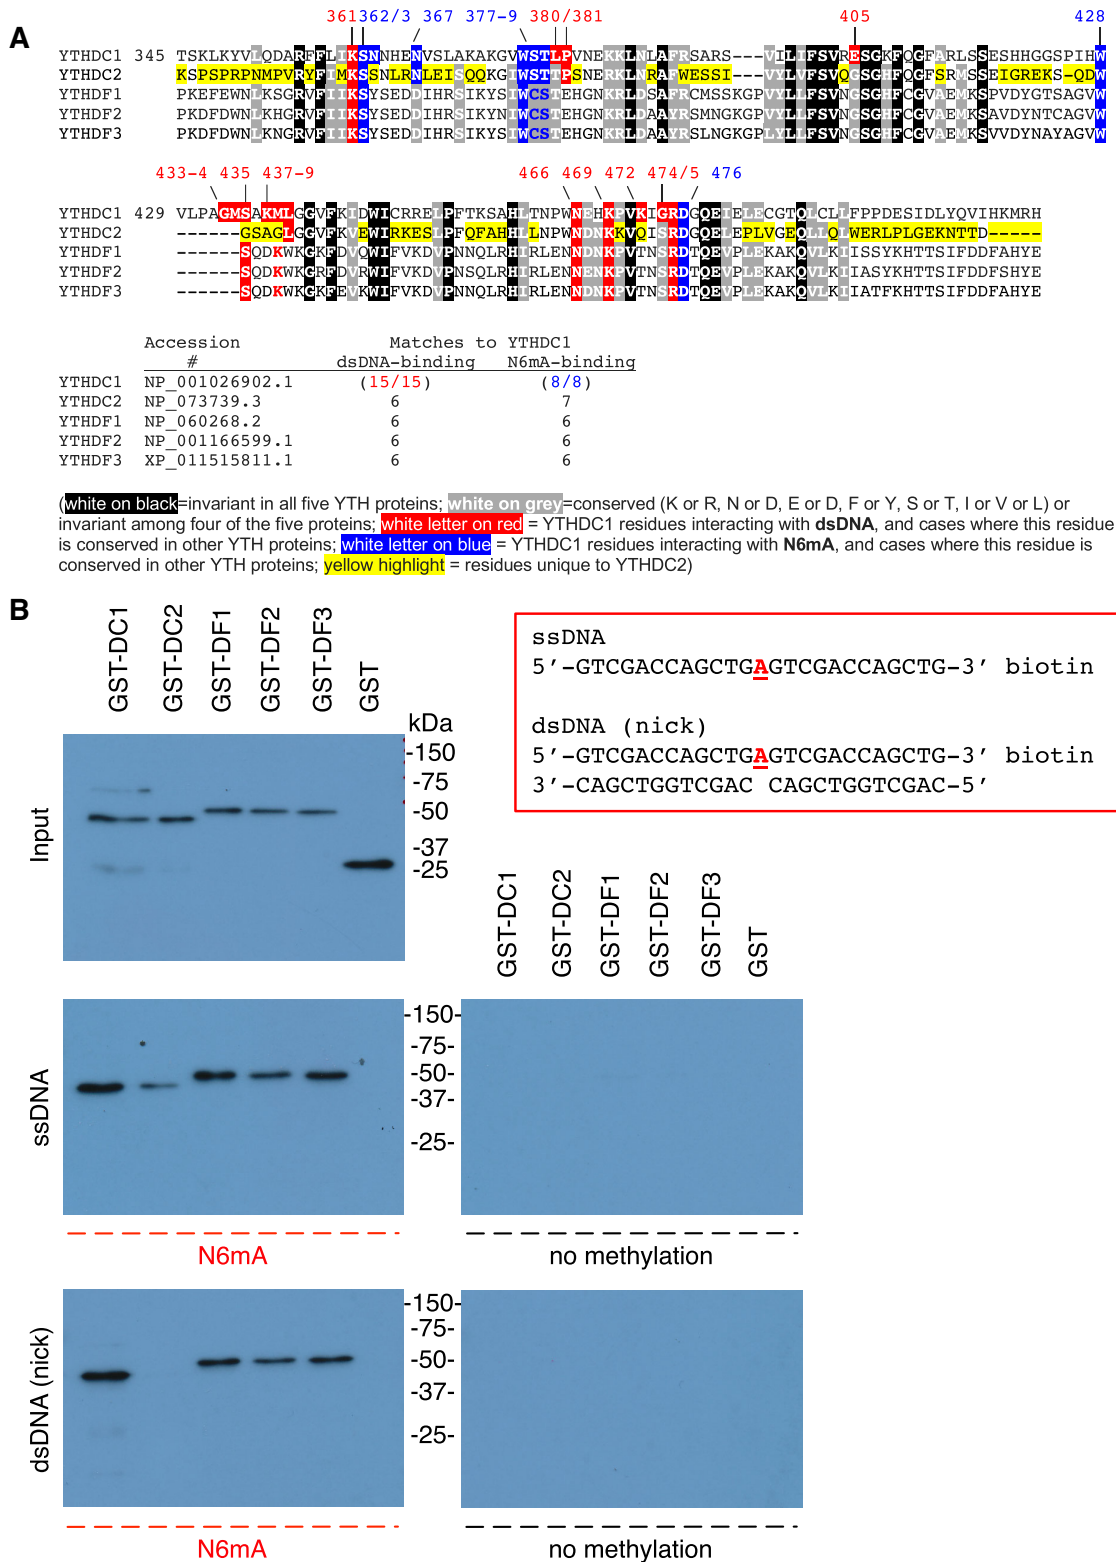 361 362/3 367 377-9 380/381 405 428
A
YTHDC1 345 TSKLKYVLQDARFFLIKSNNHENVSLAKAKGVWSTLPVNEKKLNLAFRSARS---VILIFSVRESGKFQGFARLSSESHHGGSPIHW
YTHDC2 KSPSPRPNMPVRYFIMKSSNLRNLEISQQKGIWSTTPSNERKLNRAFWESSI---VYLVFSVQGSGHFQGFSRMSSEIGREKS-QDW
YTHDF1 PKEFEWNLKSGRVFIIKSYSEDDIHRSIKYSIWCSTEHGNKRLDSAFRCMSSKGPVYLLFSVNGSGHFCGVAEMKSPVDYGTSAGVW
YTHDF2 PKDFDWNLKHGRVFIIKSYSEDDIHRSIKYNIWCSTEHGNKRLDAAYRSMNGKGPVYLLFSVNGSGHFCGVAEMKSAVDYNTCAGVW
YTHDF3 PKDFDWNLKNGRVFIIKSYSEDDIHRSIKYSIWCSTEHGNKRLDAAYRSLNGKGPLYLLFSVNGSGHFCGVAEMKSVVDYNAYAGVW
433-4 435 437-9 466 469 472 474/5 476
YTHDC1 429 VLPAGMSAKMLGGVFKIDWICRRELPFTKSAHLTNPWNEHKPVKIGRDGQEIELECGTQLCLLFPPDESIDLYQVIHKMRH
YTHDC2 ------GSAGLGGVFKVEWIRKESLPFQFAHHLLNPWNDNKKVQISRDGQELEPLVGEQLLQLWERLPLGEKNTTD-----
YTHDF1 ------SQDKWKGKFDVQWIFVKDVPNNQLRHIRLENNDNKPVTNSRDTQEVPLEKAKQVLKIISSYKHTTSIFDDFAHYE
YTHDF2 ------SQDKWKGRFDVRWIFVKDVPNSQLRHIRLENNENKPVTNSRDTQEVPLEKAKQVLKIIASYKHTTSIFDDFSHYE
YTHDF3 ------SQDKWKGKFEVKWIFVKDVPNNQLRHIRLENNDNKPVTNSRDTQEVPLEKAKQVLKIIATFKHTTSIFDDFAHYE
Accession Matches to YTHDC1
# dsDNA-binding N6mA-binding
YTHDC1 NP_001026902.1 (15/15) (8/8)
YTHDC2 NP_073739.3 6 7
YTHDF1 NP_060268.2 6 6
YTHDF2 NP_001166599.1 6 6
YTHDF3 XP_011515811.1 6 6
(white on black=invariant in all five YTH proteins; white on grey=conserved (K or R, N or D, E or D, F or Y, S or T, I or V or L) or
invariant among four of the five proteins; white letter on red = YTHDC1 residues interacting with dsDNA, and cases where this residue
is conserved in other YTH proteins; white letter on blue = YTHDC1 residues interacting with N6mA, and cases where this residue is
conserved in other YTH proteins; yellow highlight = residues unique to YTHDC2)
B
GST-DC1 GST-DC2 GST-DF1 GST-DF2 GST-DF3 GST
ssDNA
5′-GTCGACCAGCTGAGTCGACCAGCTG-3′ biotin
dsDNA (nick)
5′-GTCGACCAGCTGAGTCGACCAGCTG-3′ biotin
3′-CAGCTGGTCGAC CAGCTGGTCGAC-5′
kDa
-150
-75
-50
-37
-25
Input
GST-DC1 GST-DC2 GST-DF1 GST-DF2 GST-DF3 GST
ssDNA
-150-
-75-
-50-
-37-
-25-
N6mA no methylation
dsDNA (nick)
-150-
-75-
-50-
-37-
-25-
N6mA no methylation